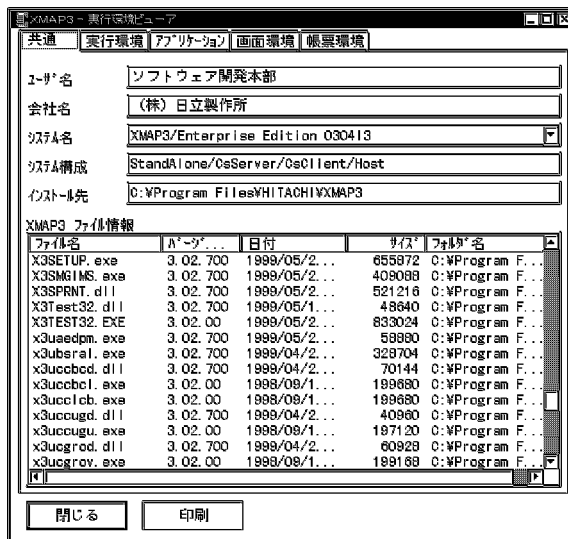 XMAP3 - 実行環境ビューア
共通 実行環境 ｱﾌﾟﾘｹｰｼｮﾝ 画面環境 帳票環境
ﾕｰｻﾞ名 ソフトウェア開発本部
会社名 （株）日立製作所
ｼｽﾃﾑ名 XMAP3/Enterprise Edition 030413
ｼｽﾃﾑ構成 StandAlone/CsServer/CsClient/Host
ｲﾝｽﾄｰﾙ先 C:¥Program Files¥HITACHI¥XMAP3
XMAP3 ﾌｧｲﾙ情報
ﾌｧｲﾙ名 ﾊﾞｰｼﾞ... 日付 ｻｲｽﾞ ﾌｫﾙﾀﾞ名
X3SETUP.exe 3.02.700 1999/05/2... 655872 C:¥Program F...
X3SMGIMS.exe 3.02.700 1999/05/2... 409088 C:¥Program F...
X3SPRNT.dll 3.02.700 1999/05/2... 521216 C:¥Program F...
X3Test32.dll 3.02.700 1999/05/1... 48640 C:¥Program F...
X3TEST32.EXE 3.02.00 1999/05/2... 833024 C:¥Program F...
x3uaedpm.exe 3.02.700 1999/05/2... 58880 C:¥Program F...
x3ubsral.exe 3.02.700 1999/04/2... 328704 C:¥Program F...
x3uccbcd.dll 3.02.700 1999/04/2... 70144 C:¥Program F...
x3uccbcl.exe 3.02.00 1998/09/1... 199680 C:¥Program F...
x3ucclcb.exe 3.02.00 1998/09/1... 199680 C:¥Program F...
x3uccugd.dll 3.02.700 1999/04/2... 40960 C:¥Program F...
x3uccugu.exe 3.02.00 1998/09/1... 197120 C:¥Program F...
x3ucgrod.dll 3.02.700 1999/04/2... 60928 C:¥Program F...
x3ucgrov.exe 3.02.00 1998/09/1... 199168 C:¥Program F...
閉じる 印刷